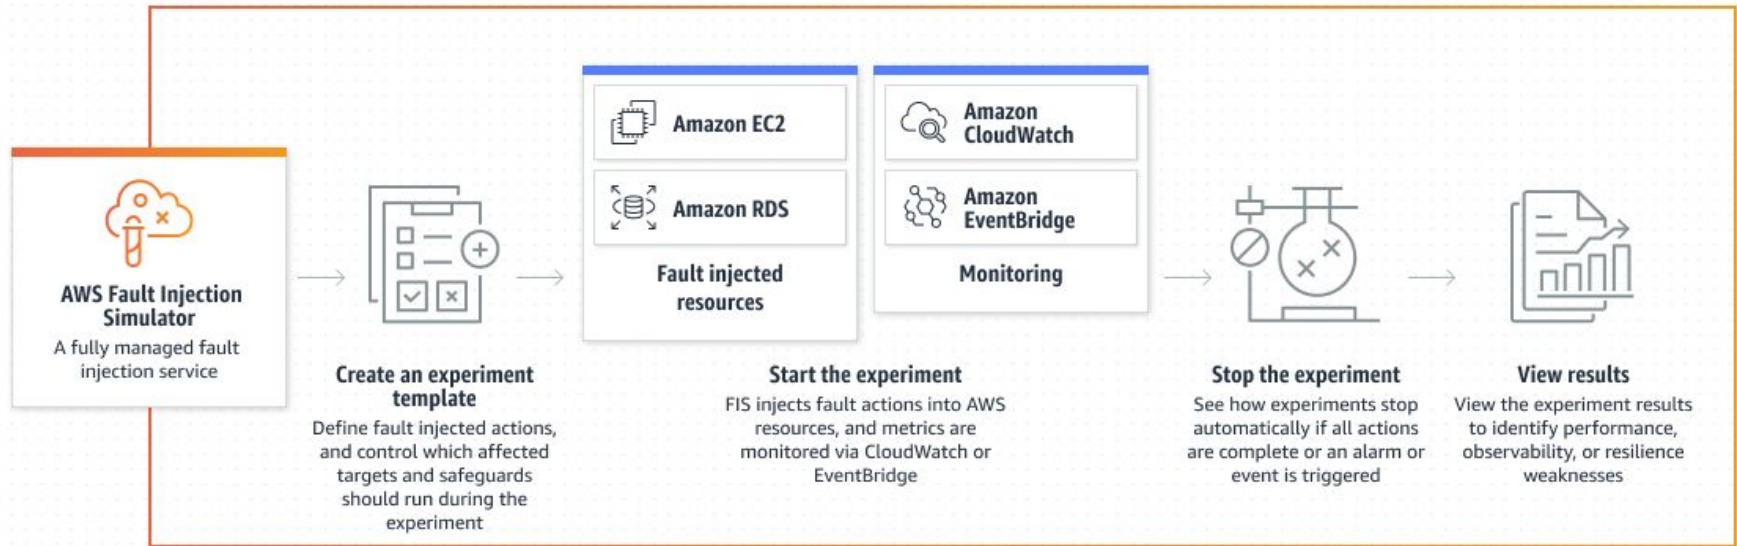 AWS Fault Injection
Simulator
A fully managed fault
injection service
Create an experiment
template
Define fault injected actions,
and control which affected
targets and safeguards
should run during the
experiment
Amazon EC2
Amazon RDS
Fault injected
resources
Amazon
CloudWatch
Amazon
EventBridge
Monitoring
Start the experiment
FIS injects fault actions into AWS
resources, and metrics are
monitored via CloudWatch or
EventBridge
Stop the experiment
See how experiments stop
automatically if all actions
are complete or an alarm or
event is triggered
View results
View the experiment results
to identify performance,
observability, or resilience
weaknesses